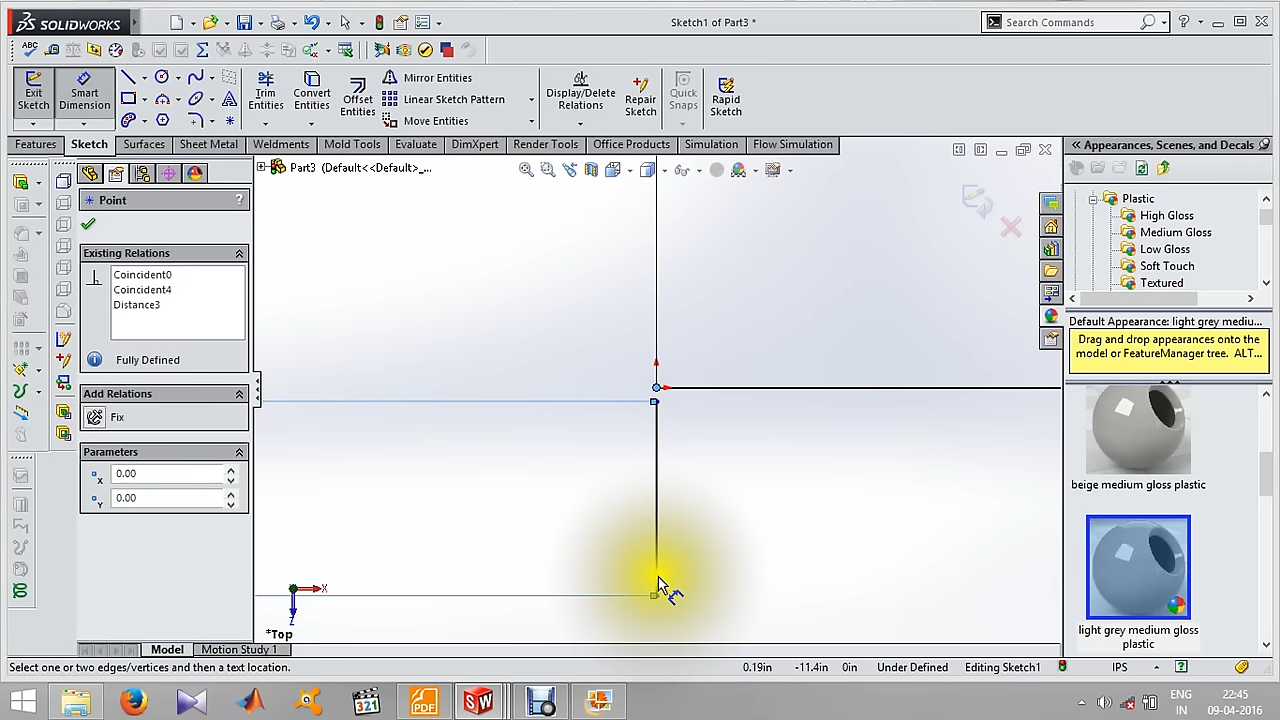 SOLIDWORKS
Sketch1 of Part3 *
Search Commands
Exit Sketch
Smart Dimension
Trim Entities
Convert Entities
Offset Entities
Mirror Entities
Linear Sketch Pattern
Move Entities
Display/Delete Relations
Repair Sketch
Quick Snaps
Rapid Sketch
Features
Sketch
Surfaces
Sheet Metal
Weldments
Mold Tools
Evaluate
DimXpert
Render Tools
Office Products
Simulation
Flow Simulation
Point
?
Existing Relations
Coincident0
Coincident4
Distance3
Fully Defined
Add Relations
Fix
Parameters
X 0.00
Y 0.00
Part3 (Default<<Default>_...
X
Z
*Top
Appearances, Scenes, and Decals
Plastic
High Gloss
Medium Gloss
Low Gloss
Soft Touch
Textured
Default Appearance: light grey mediu...
Drag and drop appearances onto the
model or FeatureManager tree. ALT...
beige medium gloss plastic
light grey medium gloss
plastic
Model
Motion Study 1
Select one or two edges/vertices and then a text location.
0.19in
-11.4in
0in
Under Defined
Editing Sketch1
IPS
321
PDF
SW
ENG
IN
22:45
09-04-2016